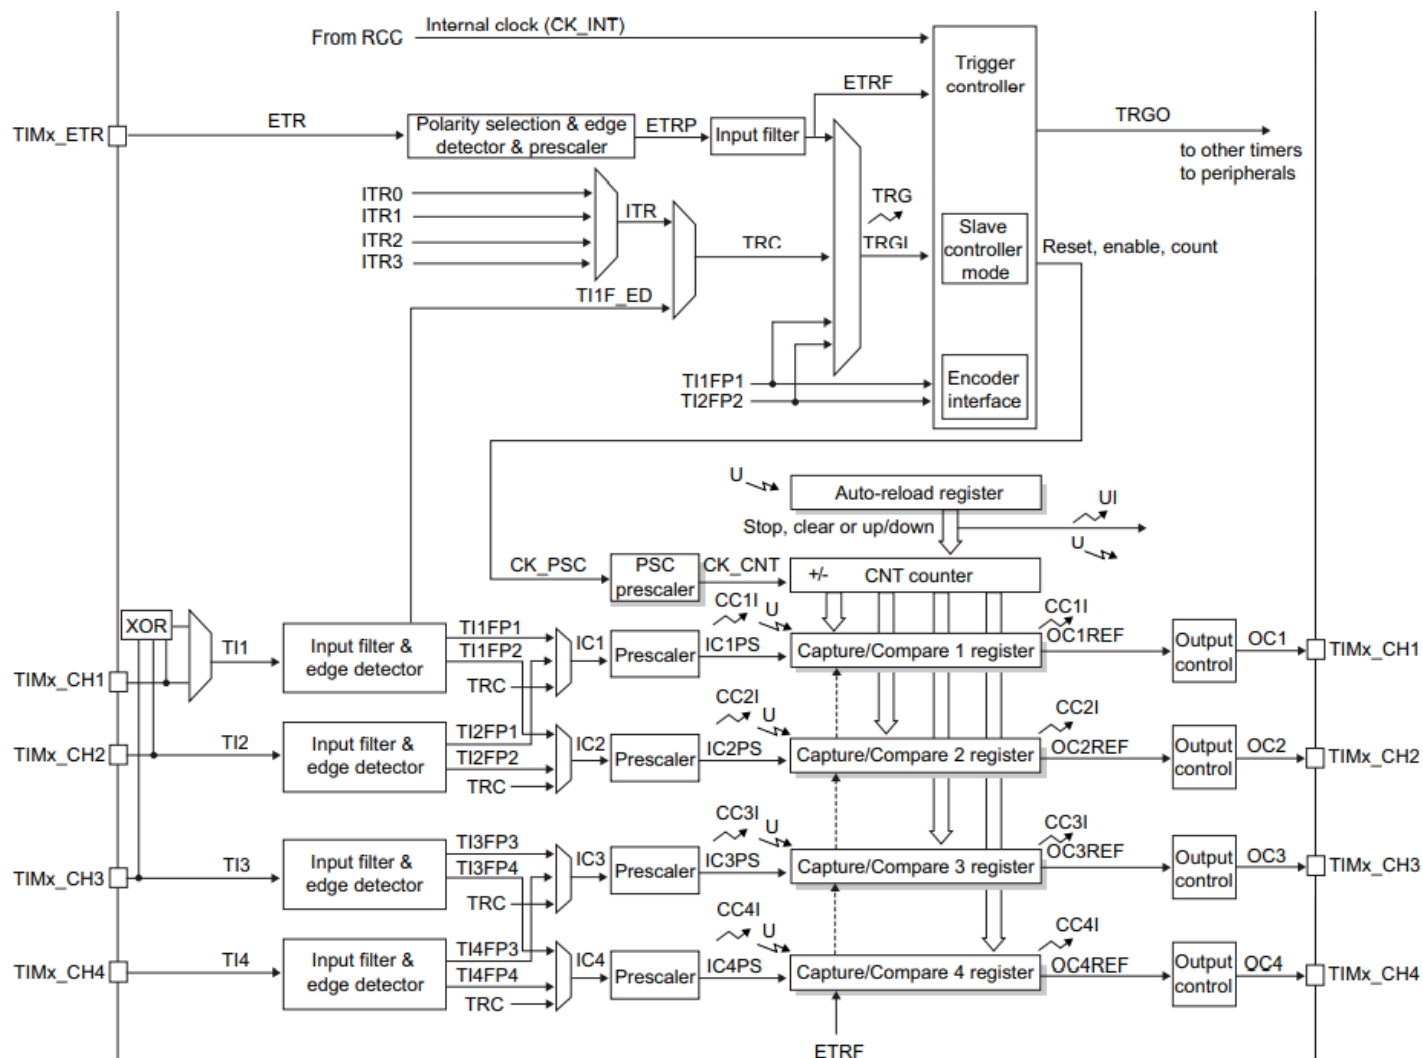 Internal clock (CK_INT)
From RCC
Trigger
controller
ETRF
TIMx_ETR
ETR
Polarity selection & edge
detector & prescaler
ETRP
Input filter
TRGO
to other timers
to peripherals
ITR0
ITR1
ITR2
ITR3
ITR
TRC
TRG
TRGI
Slave
controller
mode
Reset, enable, count
TI1F_ED
TI1FP1
TI2FP2
Encoder
interface
U
Auto-reload register
UI
Stop, clear or up/down
U
CK_PSC
PSC
prescaler
CK_CNT
+/-
CNT counter
XOR
TI1
Input filter &
edge detector
TI1FP1
TI1FP2
TRC
IC1
Prescaler
CC1I
U
IC1PS
Capture/Compare 1 register
CC1I
OC1REF
Output
control
OC1
TIMx_CH1
TIMx_CH1
TIMx_CH2
TI2
Input filter &
edge detector
TI2FP1
TI2FP2
TRC
IC2
Prescaler
CC2I
U
IC2PS
Capture/Compare 2 register
CC2I
OC2REF
Output
control
OC2
TIMx_CH2
TIMx_CH3
TI3
Input filter &
edge detector
TI3FP3
TI3FP4
TRC
IC3
Prescaler
CC3I
U
IC3PS
Capture/Compare 3 register
CC3I
OC3REF
Output
control
OC3
TIMx_CH3
TIMx_CH4
TI4
Input filter &
edge detector
TI4FP3
TI4FP4
TRC
IC4
Prescaler
CC4I
U
IC4PS
Capture/Compare 4 register
CC4I
OC4REF
Output
control
OC4
TIMx_CH4
ETRF